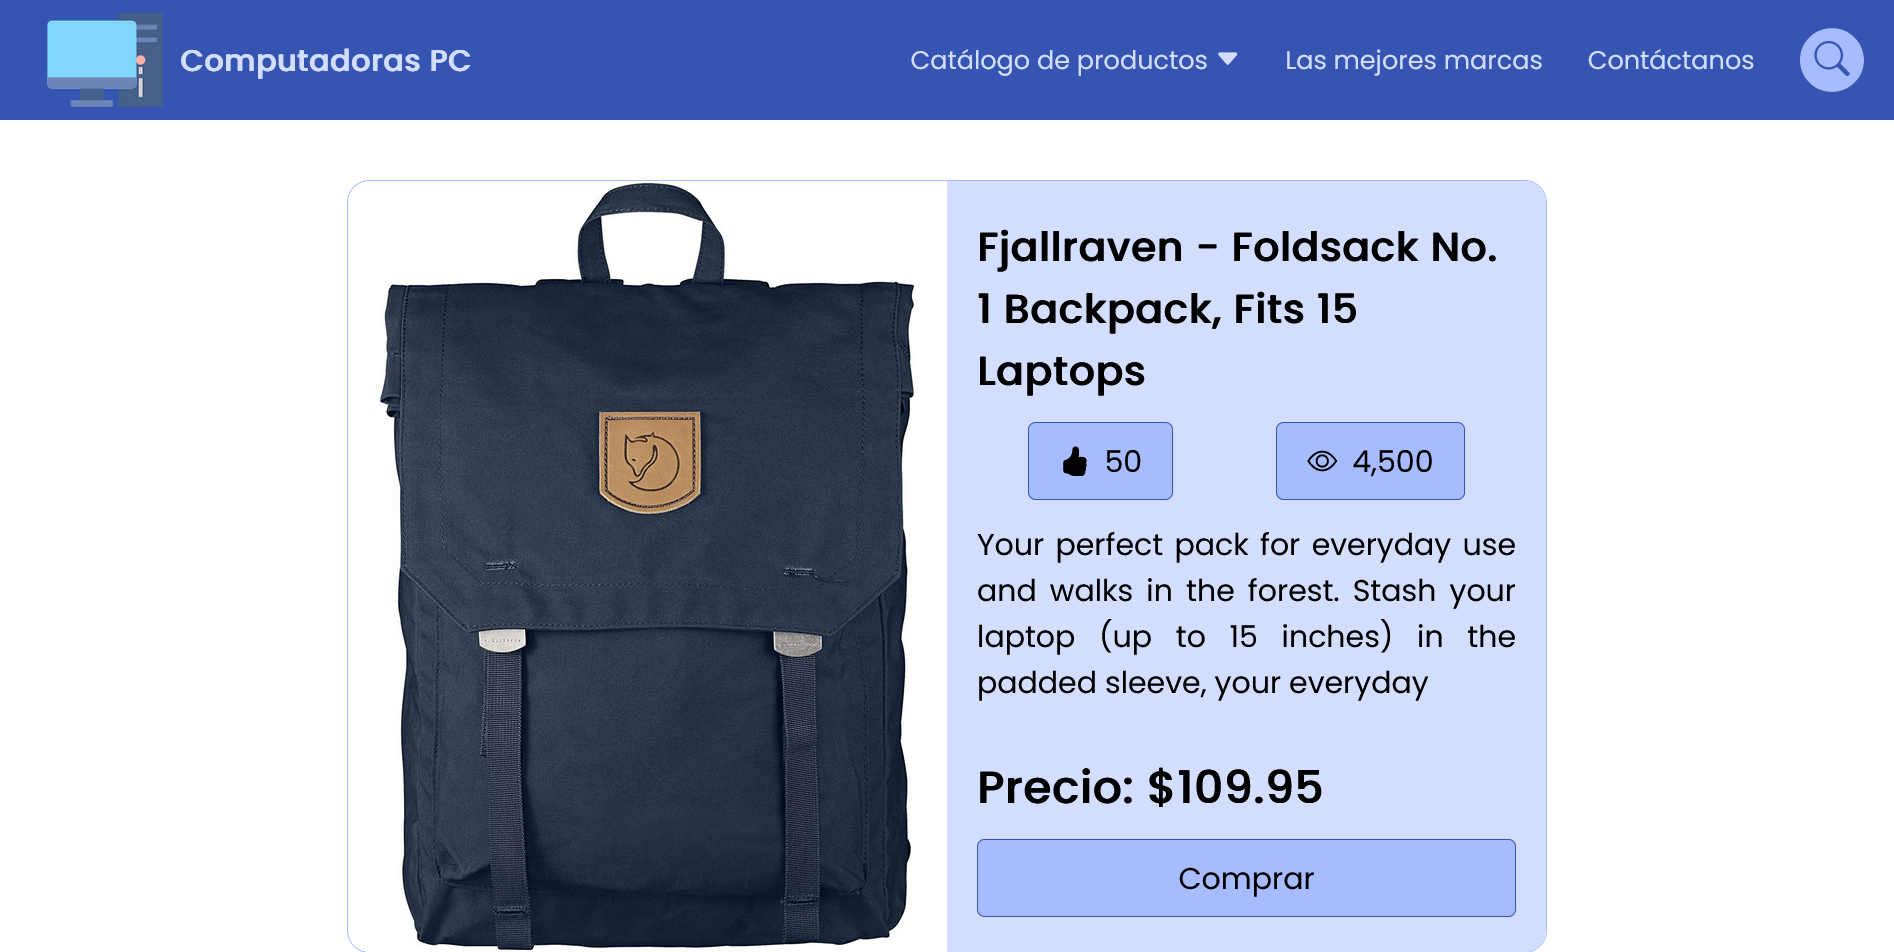 Computadoras PC
Catálogo de productos
Las mejores marcas
Contáctanos
Fjallraven - Foldsack No.
1 Backpack, Fits 15
Laptops
50
4,500
Your perfect pack for everyday use
and walks in the forest. Stash your
laptop (up to 15 inches) in the
padded sleeve, your everyday
Precio: $109.95
Comprar